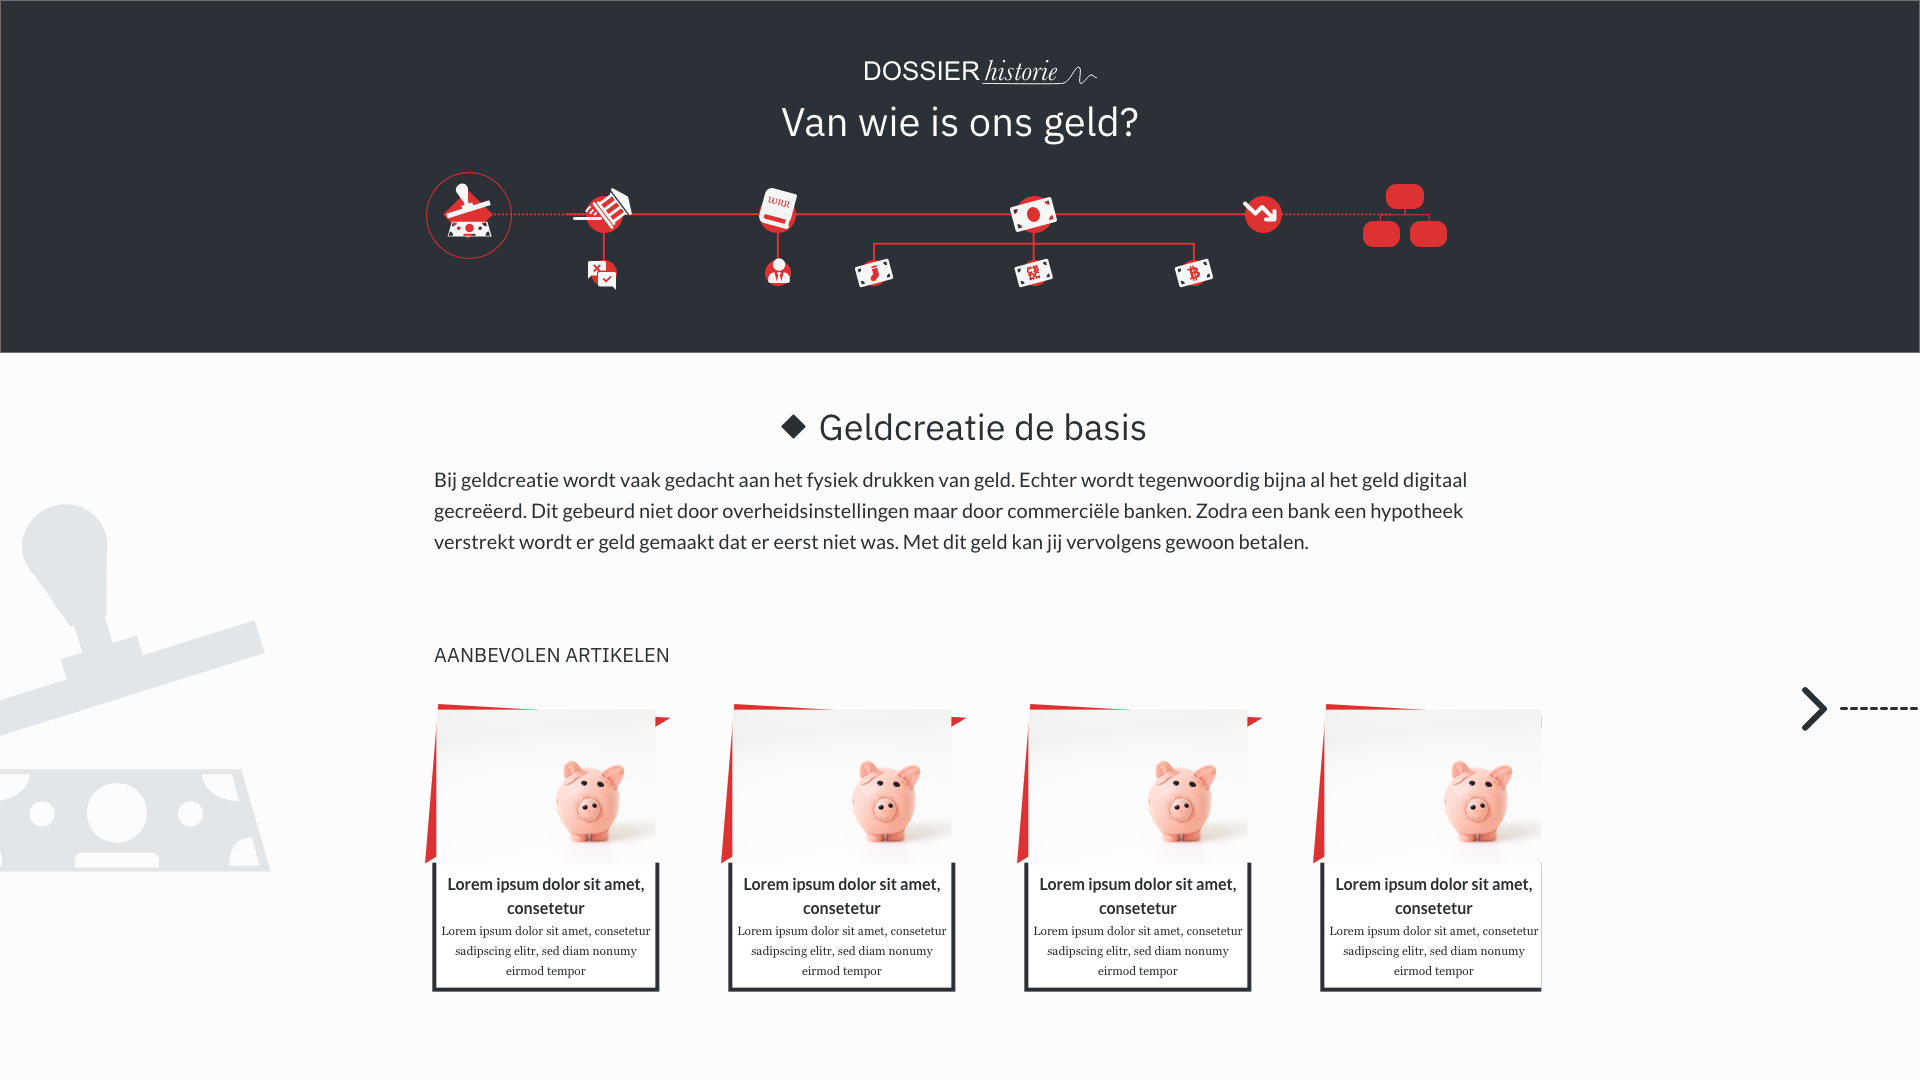 DOSSIER historie
Van wie is ons geld?
WRR
Geldcreatie de basis
Bij geldcreatie wordt vaak gedacht aan het fysiek drukken van geld. Echter wordt tegenwoordig bijna al het geld digitaal
gecreëerd. Dit gebeurd niet door overheidsinstellingen maar door commerciële banken. Zodra een bank een hypotheek
verstrekt wordt er geld gemaakt dat er eerst niet was. Met dit geld kan jij vervolgens gewoon betalen.
AANBEVOLEN ARTIKELEN
Lorem ipsum dolor sit amet,
consetetur
Lorem ipsum dolor sit amet, consetetur
sadipscing elitr, sed diam nonumy
eirmod tempor
Lorem ipsum dolor sit amet,
consetetur
Lorem ipsum dolor sit amet, consetetur
sadipscing elitr, sed diam nonumy
eirmod tempor
Lorem ipsum dolor sit amet,
consetetur
Lorem ipsum dolor sit amet, consetetur
sadipscing elitr, sed diam nonumy
eirmod tempor
Lorem ipsum dolor sit amet,
consetetur
Lorem ipsum dolor sit amet, consetetur
sadipscing elitr, sed diam nonumy
eirmod tempor